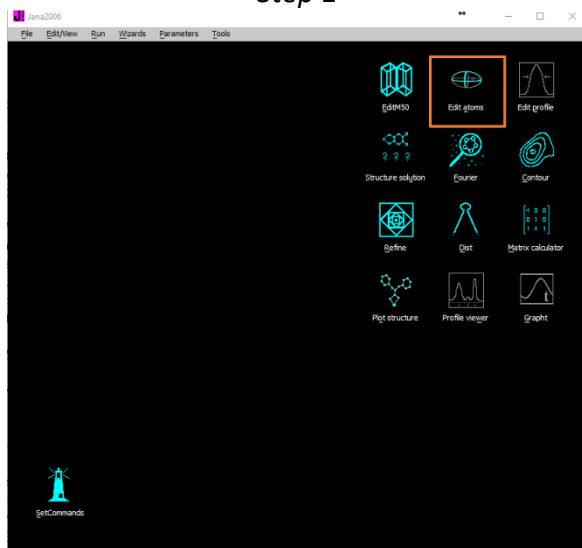 Step 1
Jana2006
File Edit/View Run Wizards Parameters Tools
EditM50 Edit atoms Edit profile
? ? ?
Structure solution Fourier Contour
Refine Dist Matrix calculator
Plot structure Profile viewer Grapht
SetCommands